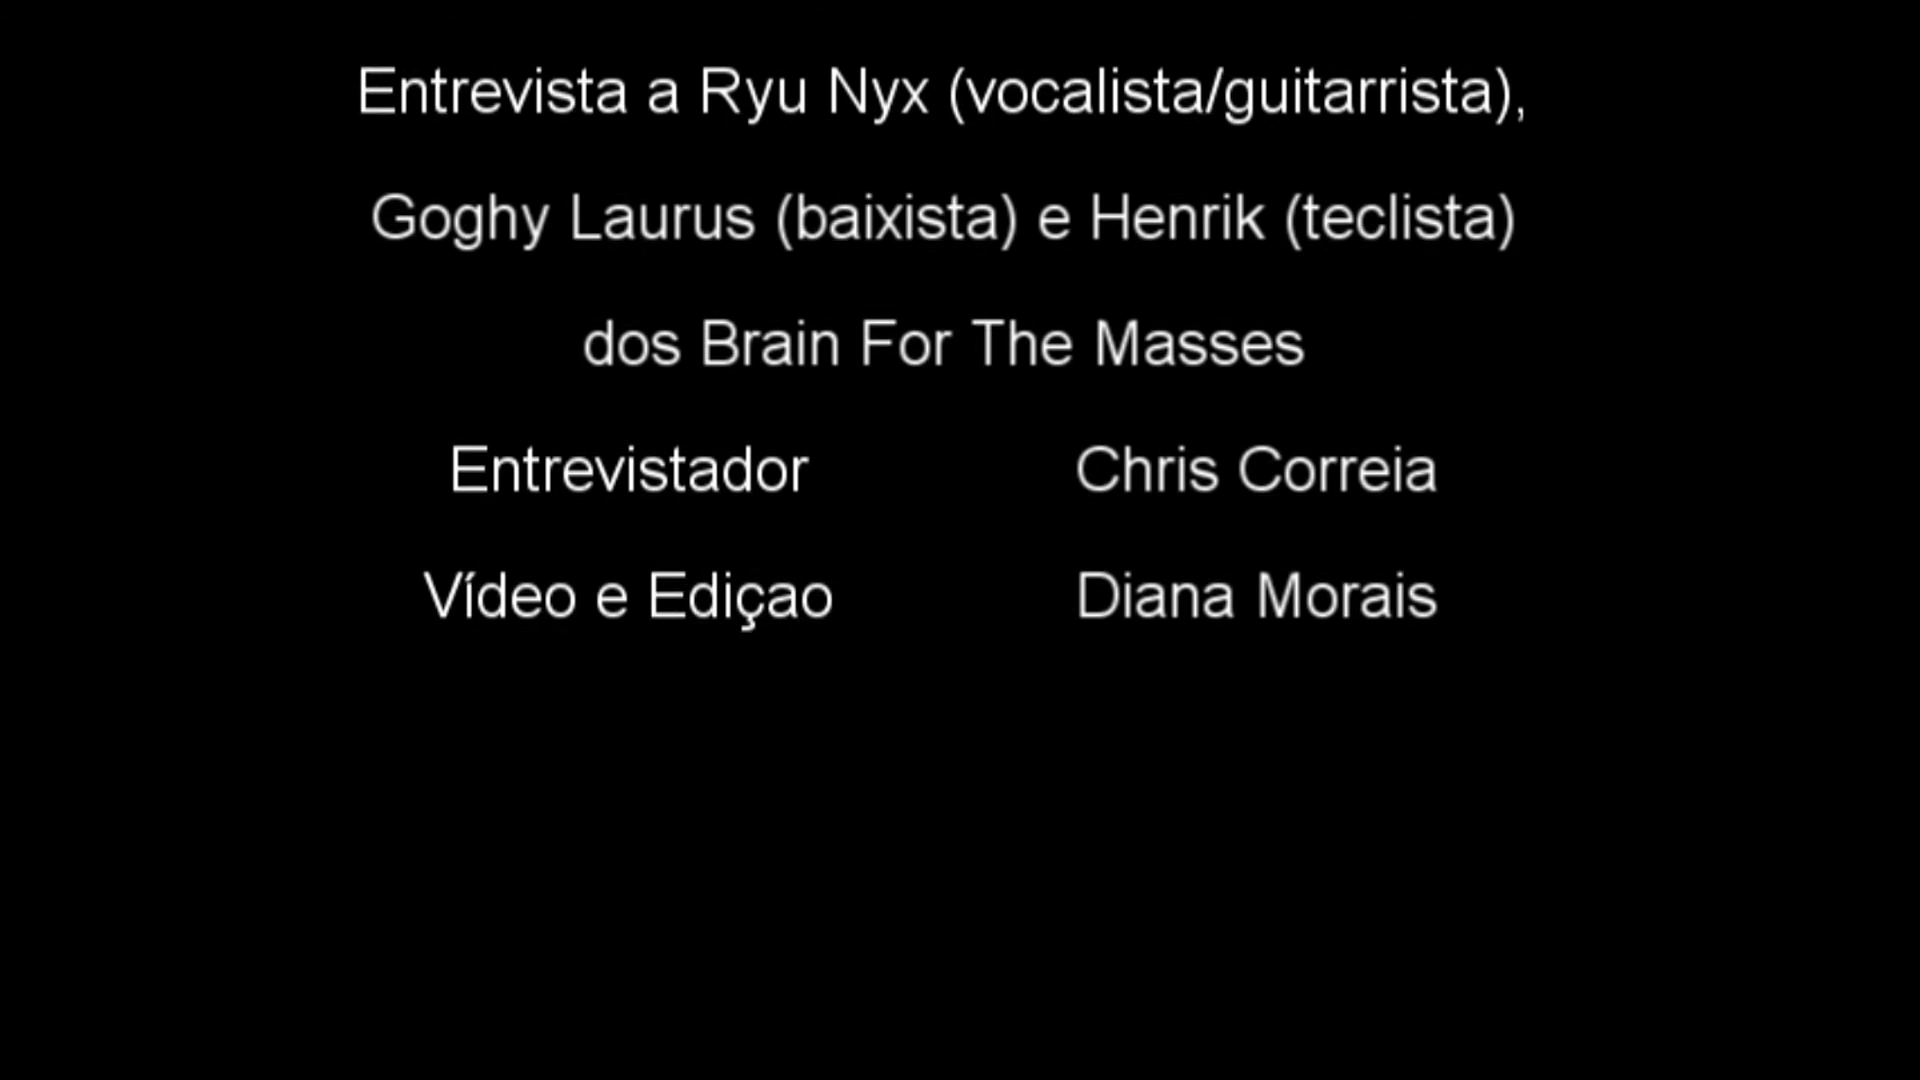 Entrevista a Ryu Nyx (vocalista/guitarrista),
Goghy Laurus (baixista) e Henrik (teclista)
dos Brain For The Masses
Entrevistador Chris Correia
Vídeo e Ediçao Diana Morais